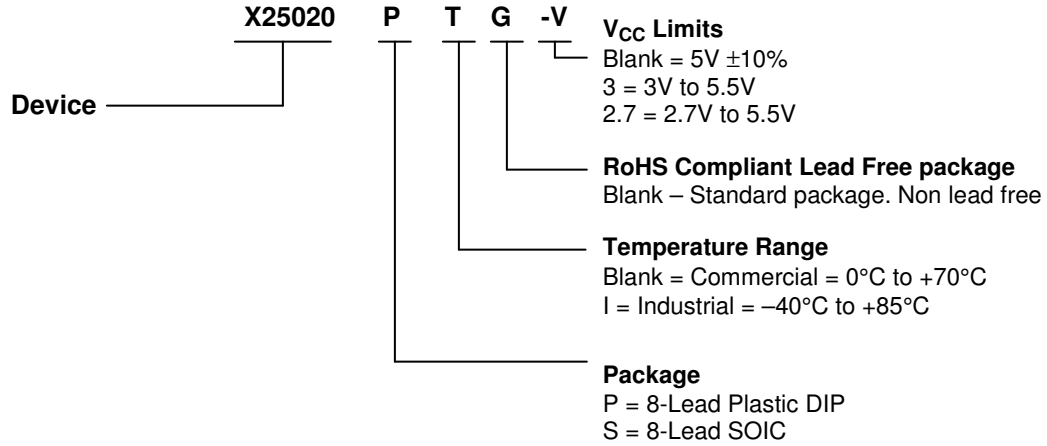 X25020 P T G -V
Device
VCC Limits
Blank = 5V ±10%
3 = 3V to 5.5V
2.7 = 2.7V to 5.5V
RoHS Compliant Lead Free package
Blank – Standard package. Non lead free
Temperature Range
Blank = Commercial = 0°C to +70°C
I = Industrial = –40°C to +85°C
Package
P = 8-Lead Plastic DIP
S = 8-Lead SOIC